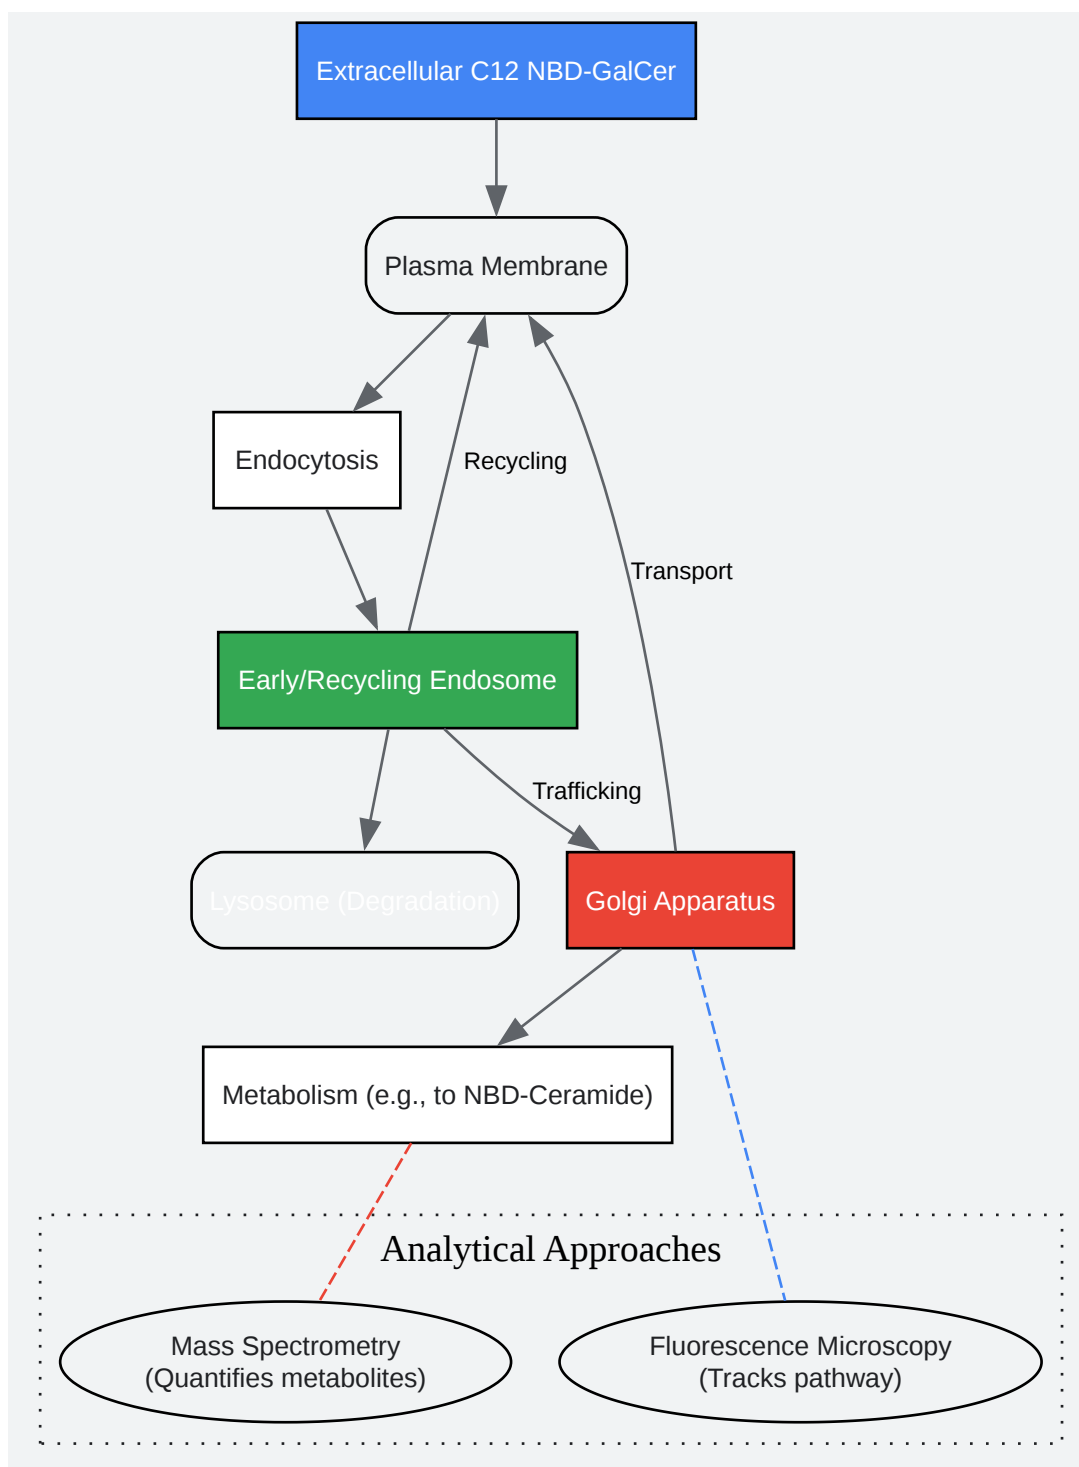 Extracellular C12 NBD-GalCer
Plasma Membrane
Endocytosis
Recycling
Transport
Early/Recycling Endosome
Trafficking
Lysosome (Degradation)
Golgi Apparatus
Metabolism (e.g., to NBD-Ceramide)
Analytical Approaches
Mass Spectrometry
(Quantifies metabolites)
Fluorescence Microscopy
(Tracks pathway)